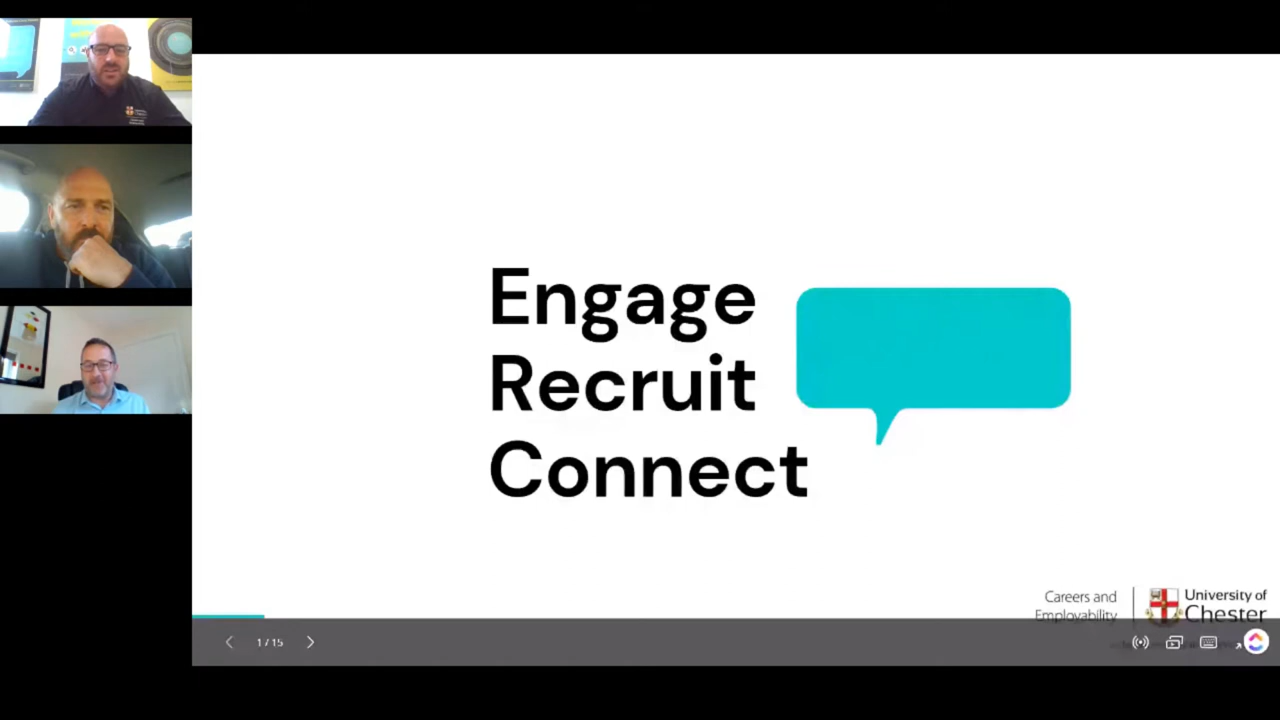 Engage
Recruit
Connect
Careers and
Employability
University of
Chester
1 / 15